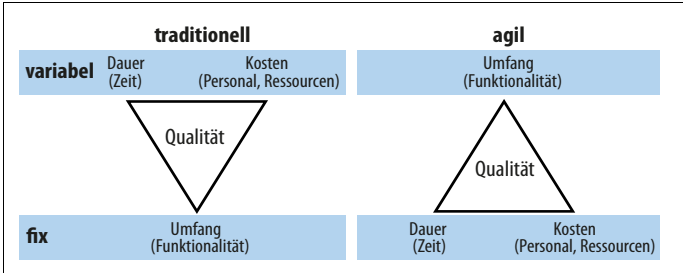 traditionell
agil
variabel
Dauer
(Zeit)
Kosten
(Personal, Ressourcen)
Umfang
(Funktionalität)
Qualität
Qualität
fix
Umfang
(Funktionalität)
Dauer
(Zeit)
Kosten
(Personal, Ressourcen)